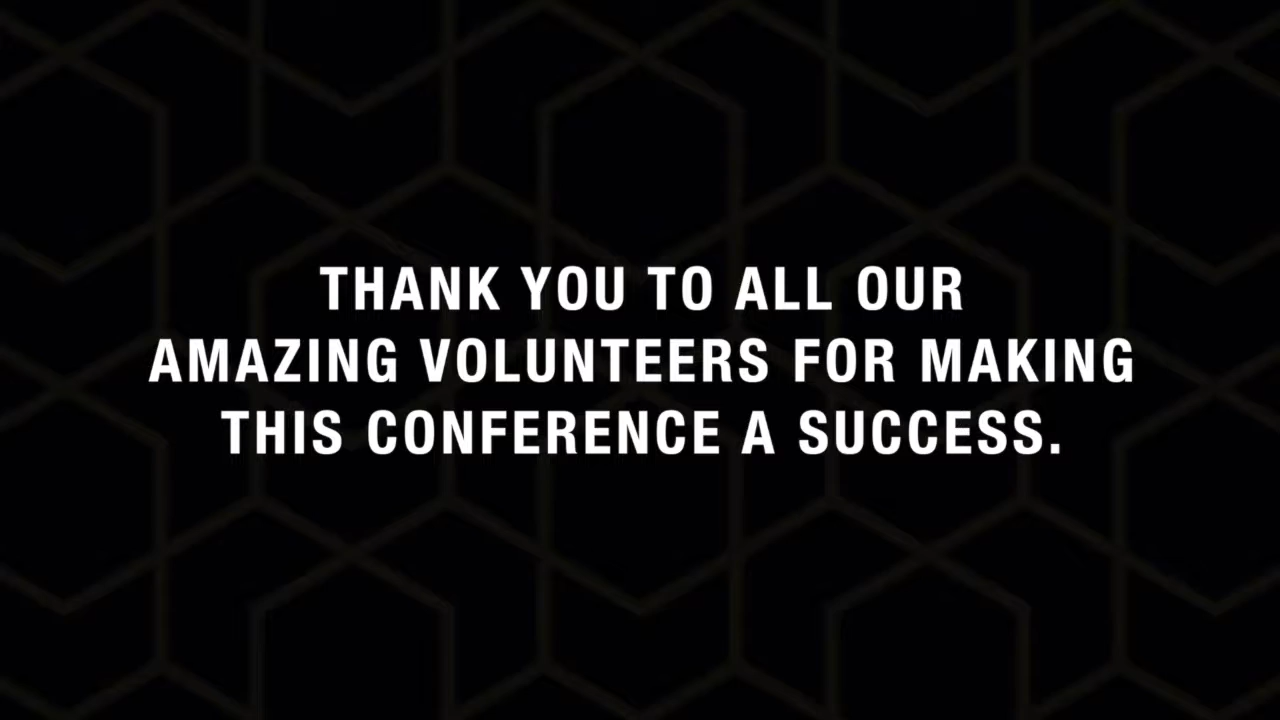 THANK YOU TO ALL OUR
AMAZING VOLUNTEERS FOR MAKING
THIS CONFERENCE A SUCCESS.